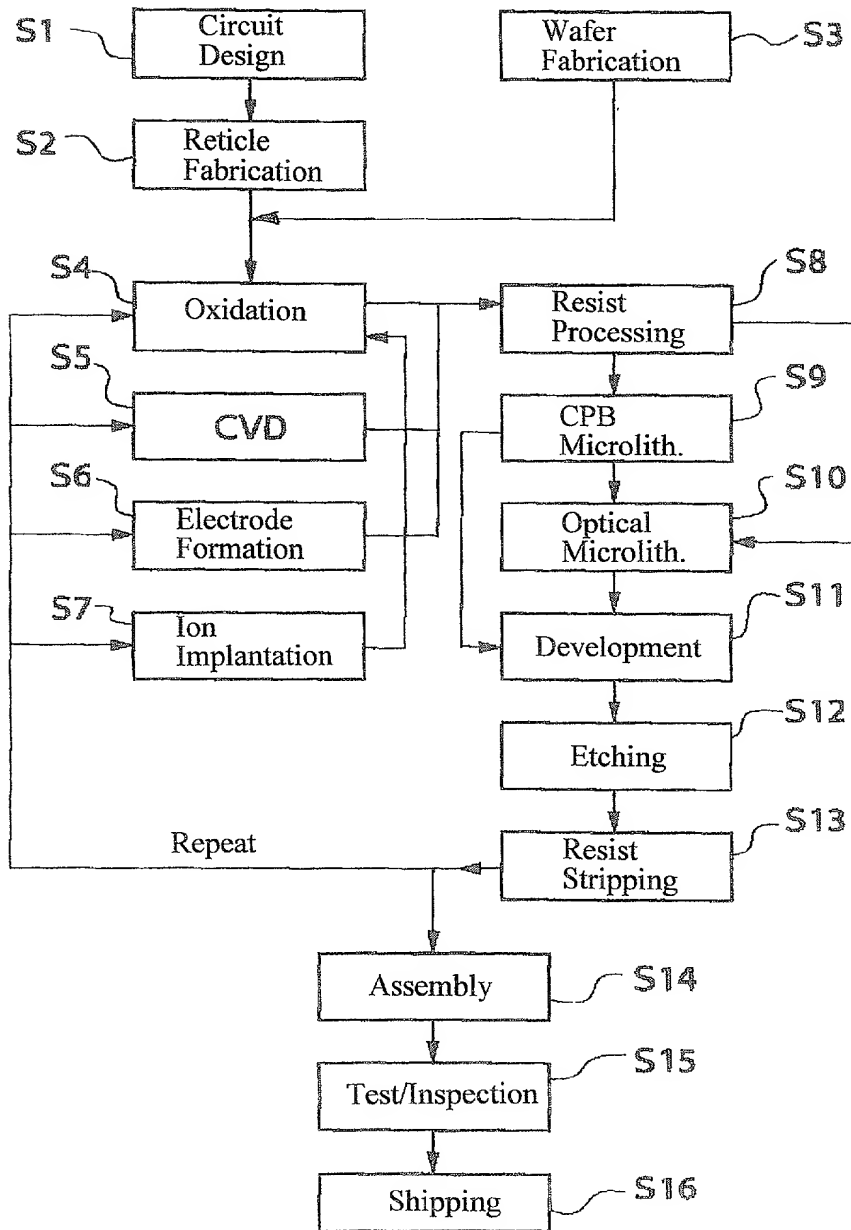 S1
Circuit
Design
Wafer
Fabrication
S3
S2
Reticle
Fabrication
S4
Oxidation
S8
Resist
Processing
S5
CVD
S9
CPB
Microlith.
S6
Electrode
Formation
S10
Optical
Microlith.
S7
Ion
Implantation
S11
Development
S12
Etching
S13
Resist
Stripping
Repeat
Assembly
S14
Test/Inspection
S15
Shipping
S16